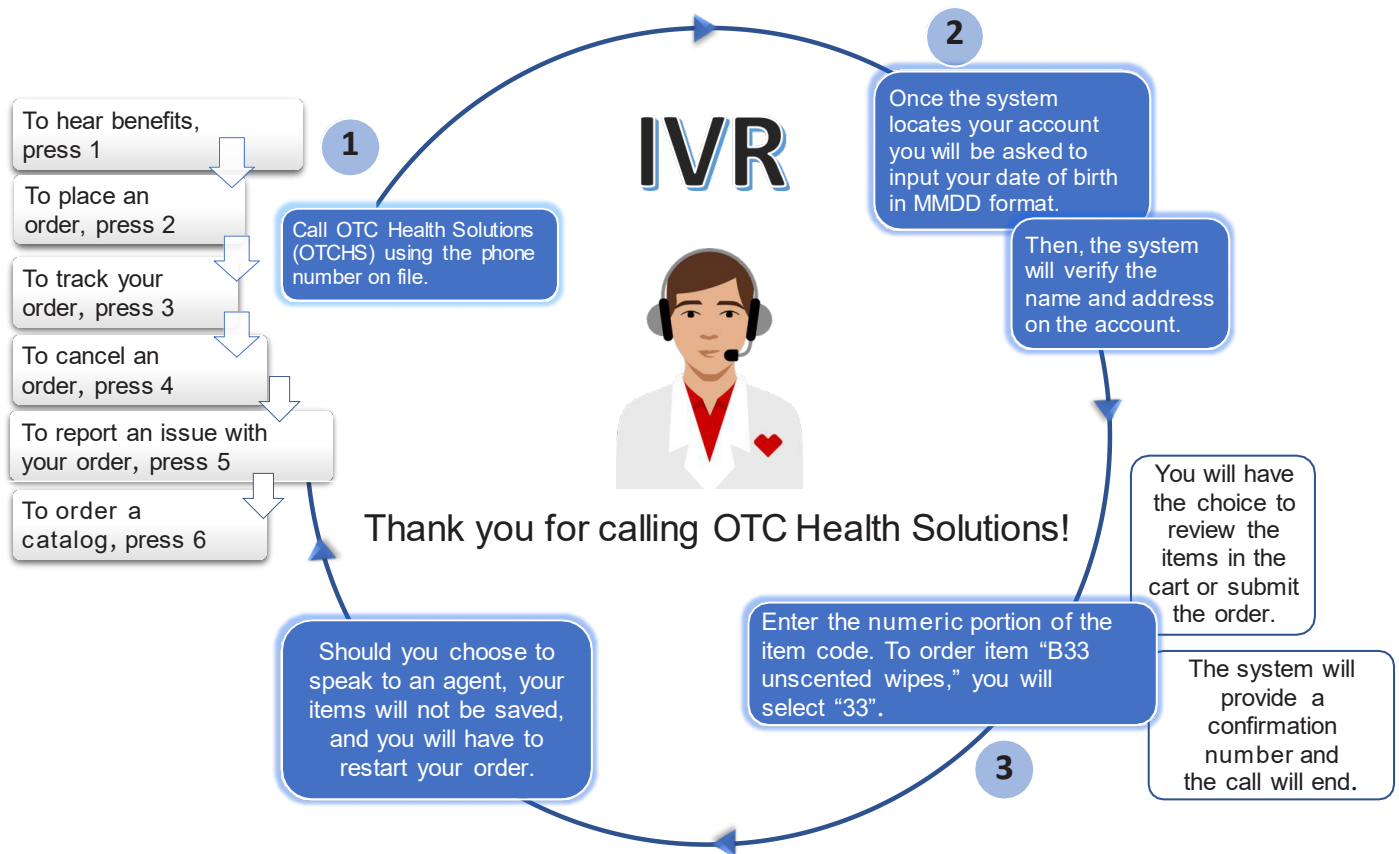 IVR
1
Call OTC Health Solutions
(OTCHS) using the phone
number on file.
To hear benefits,
press 1
To place an
order, press 2
To track your
order, press 3
To cancel an
order, press 4
To report an issue with
your order, press 5
To order a
catalog, press 6
2
Once the system
locates your account
you will be asked to
input your date of birth
in MMDD format.
Then, the system
will verify the
name and address
on the account.
Thank you for calling OTC Health Solutions!
3
Enter the numeric portion of the
item code. To order item “B33
unscented wipes,” you will
select “33”.
You will have
the choice to
review the
items in the
cart or submit
the order.
The system will
provide a
confirmation
number and
the call will end.
Should you choose to
speak to an agent, your
items will not be saved,
and you will have to
restart your order.